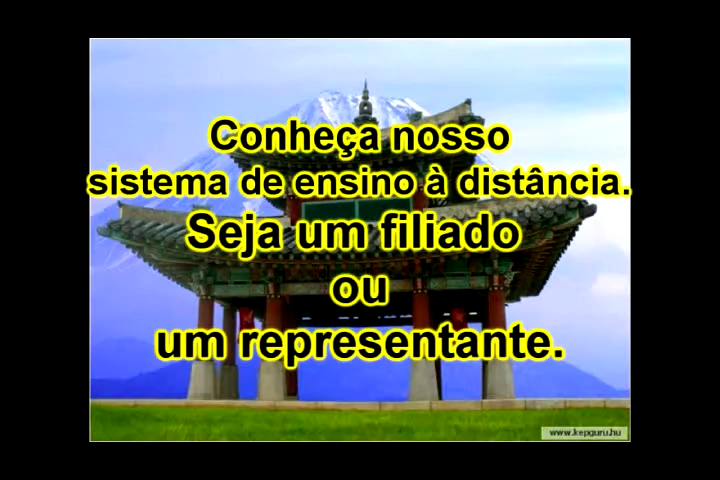 Conheça nosso
sistema de ensino à distância.
Seja um filiado
ou
um representante.
www.kepguru.hu